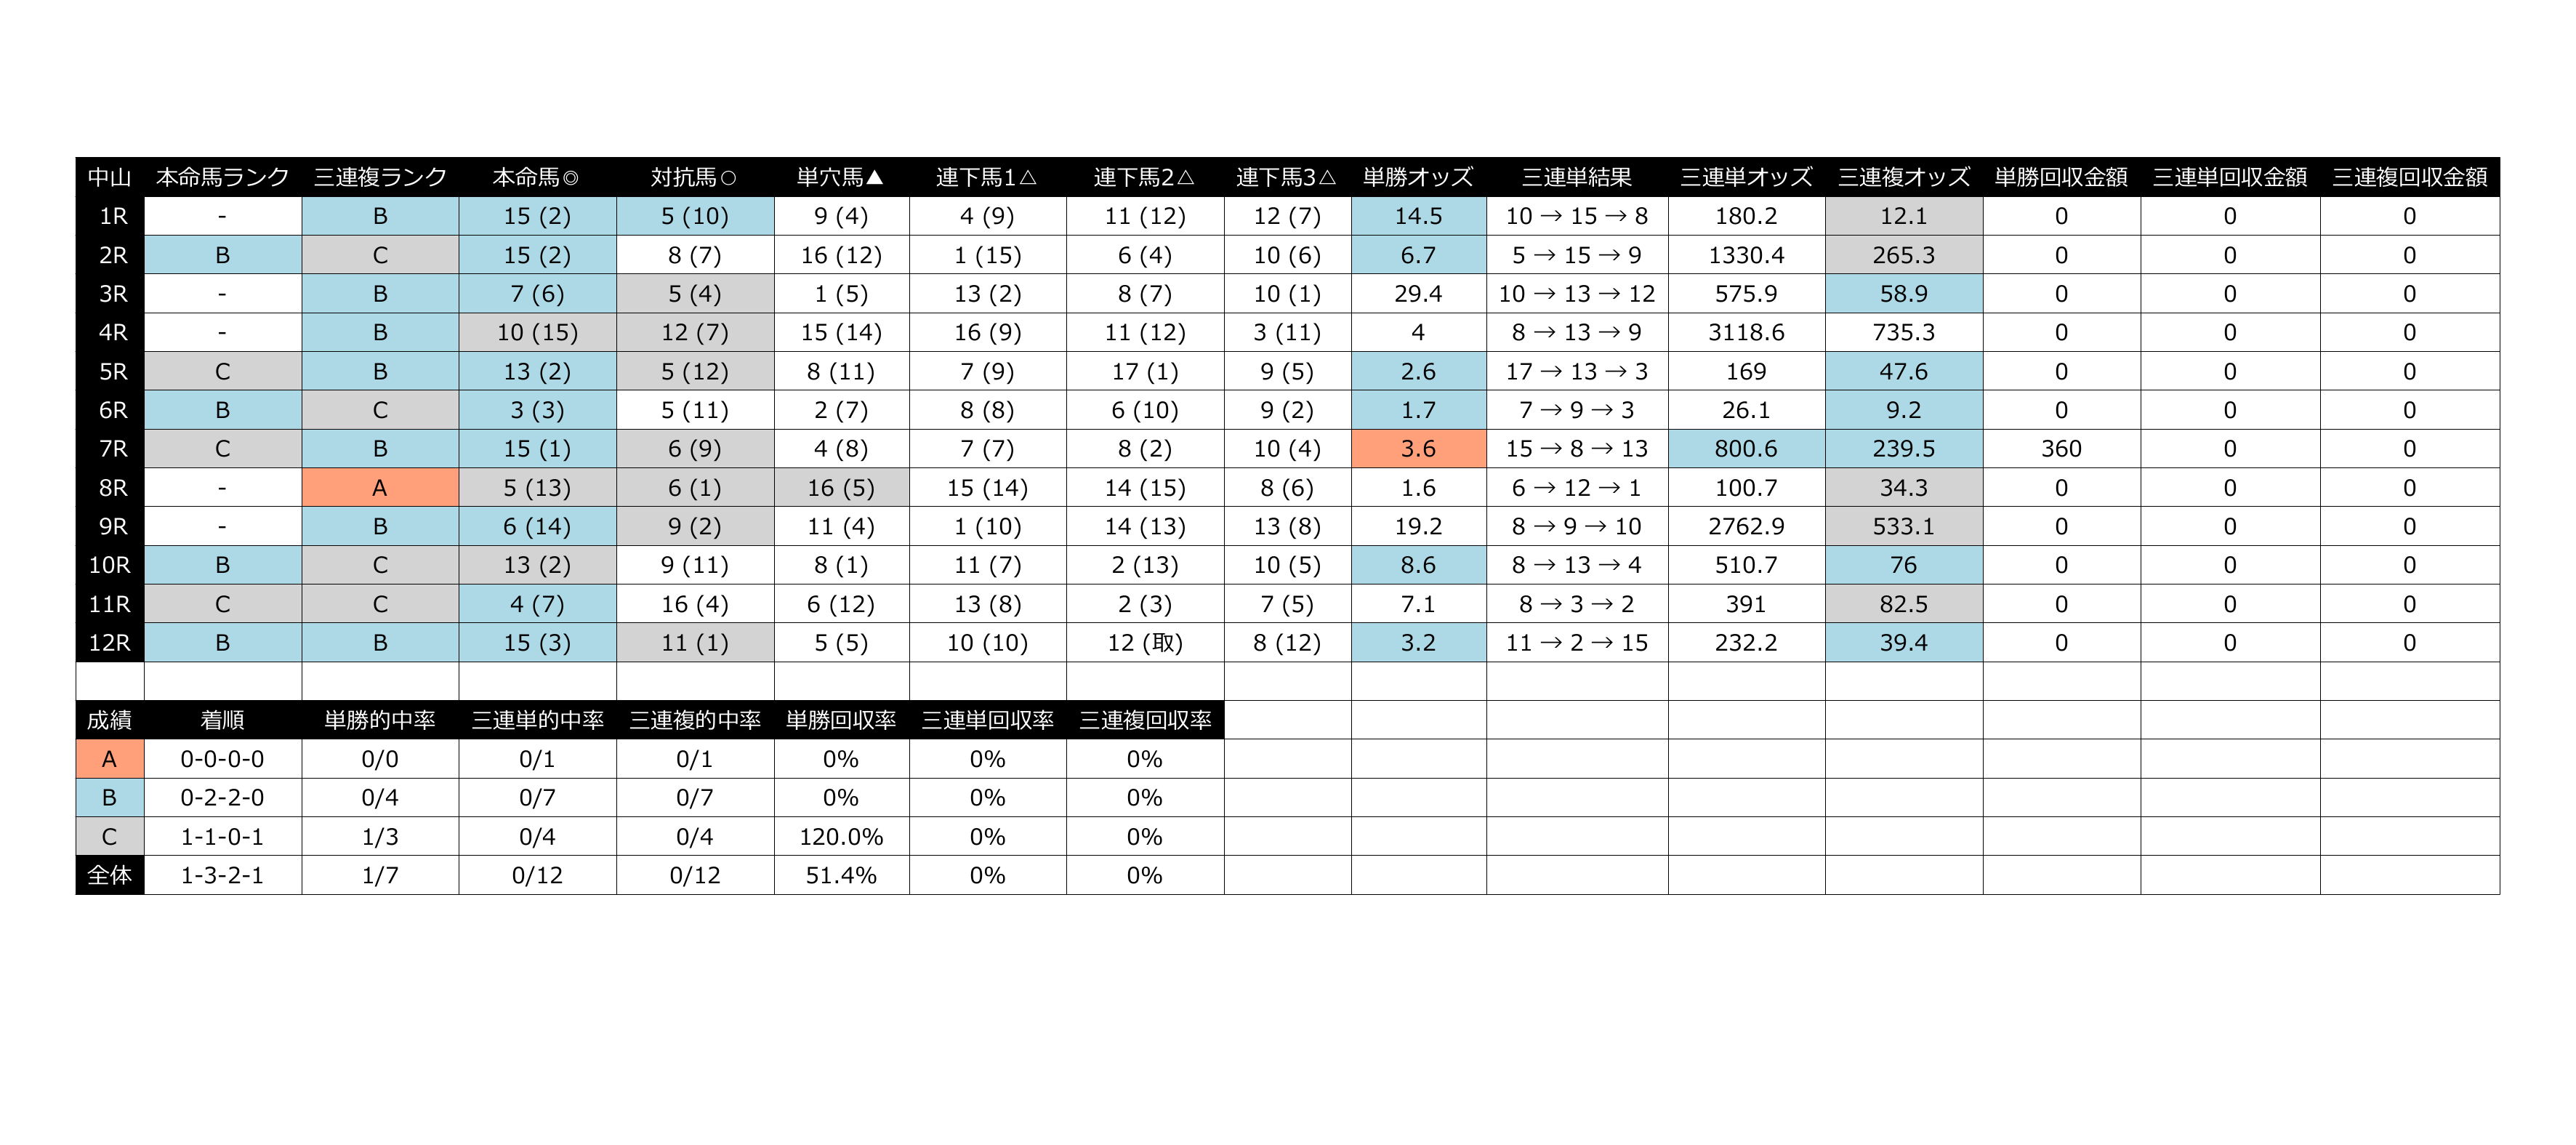 中山 本命馬ランク 三連複ランク 本命馬◎ 対抗馬○ 単穴馬▲ 連下馬1△ 連下馬2△ 連下馬3△ 単勝オッズ 三連単結果 三連単オッズ 三連複オッズ 単勝回収金額 三連単回収金額 三連複回収金額
1R - B 15 (2) 5 (10) 9 (4) 4 (9) 11 (12) 12 (7) 14.5 10 → 15 → 8 180.2 12.1 0 0 0
2R B C 15 (2) 8 (7) 16 (12) 1 (15) 6 (4) 10 (6) 6.7 5 → 15 → 9 1330.4 265.3 0 0 0
3R - B 7 (6) 5 (4) 1 (5) 13 (2) 8 (7) 10 (1) 29.4 10 → 13 → 12 575.9 58.9 0 0 0
4R - B 10 (15) 12 (7) 15 (14) 16 (9) 11 (12) 3 (11) 4 8 → 13 → 9 3118.6 735.3 0 0 0
5R C B 13 (2) 5 (12) 8 (11) 7 (9) 17 (1) 9 (5) 2.6 17 → 13 → 3 169 47.6 0 0 0
6R B C 3 (3) 5 (11) 2 (7) 8 (8) 6 (10) 9 (2) 1.7 7 → 9 → 3 26.1 9.2 0 0 0
7R C B 15 (1) 6 (9) 4 (8) 7 (7) 8 (2) 10 (4) 3.6 15 → 8 → 13 800.6 239.5 360 0 0
8R - A 5 (13) 6 (1) 16 (5) 15 (14) 14 (15) 8 (6) 1.6 6 → 12 → 1 100.7 34.3 0 0 0
9R - B 6 (14) 9 (2) 11 (4) 1 (10) 14 (13) 13 (8) 19.2 8 → 9 → 10 2762.9 533.1 0 0 0
10R B C 13 (2) 9 (11) 8 (1) 11 (7) 2 (13) 10 (5) 8.6 8 → 13 → 4 510.7 76 0 0 0
11R C C 4 (7) 16 (4) 6 (12) 13 (8) 2 (3) 7 (5) 7.1 8 → 3 → 2 391 82.5 0 0 0
12R B B 15 (3) 11 (1) 5 (5) 10 (10) 12 (取) 8 (12) 3.2 11 → 2 → 15 232.2 39.4 0 0 0
成績 着順 単勝的中率 三連単的中率 三連複的中率 単勝回収率 三連単回収率 三連複回収率
A 0-0-0-0 0/0 0/1 0/1 0% 0% 0%
B 0-2-2-0 0/4 0/7 0/7 0% 0% 0%
C 1-1-0-1 1/3 0/4 0/4 120.0% 0% 0%
全体 1-3-2-1 1/7 0/12 0/12 51.4% 0% 0%